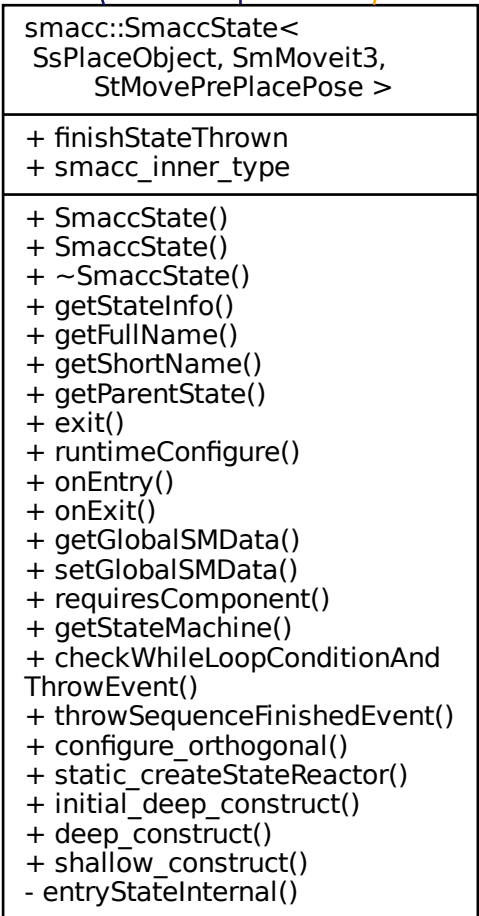 smacc::SmaccState<
SsPlaceObject, SmMoveit3,
StMovePrePlacePose >
+ finishStateThrown
+ smacc_inner_type
+ SmaccState()
+ SmaccState()
+ ~SmaccState()
+ getStateInfo()
+ getFullName()
+ getShortName()
+ getParentState()
+ exit()
+ runtimeConfigure()
+ onEntry()
+ onExit()
+ getGlobalSMData()
+ setGlobalSMData()
+ requiresComponent()
+ getStateMachine()
+ checkWhileLoopConditionAnd
ThrowEvent()
+ throwSequenceFinishedEvent()
+ configure_orthogonal()
+ static_createStateReactor()
+ initial_deep_construct()
+ deep_construct()
+ shallow_construct()
- entryStateInternal()